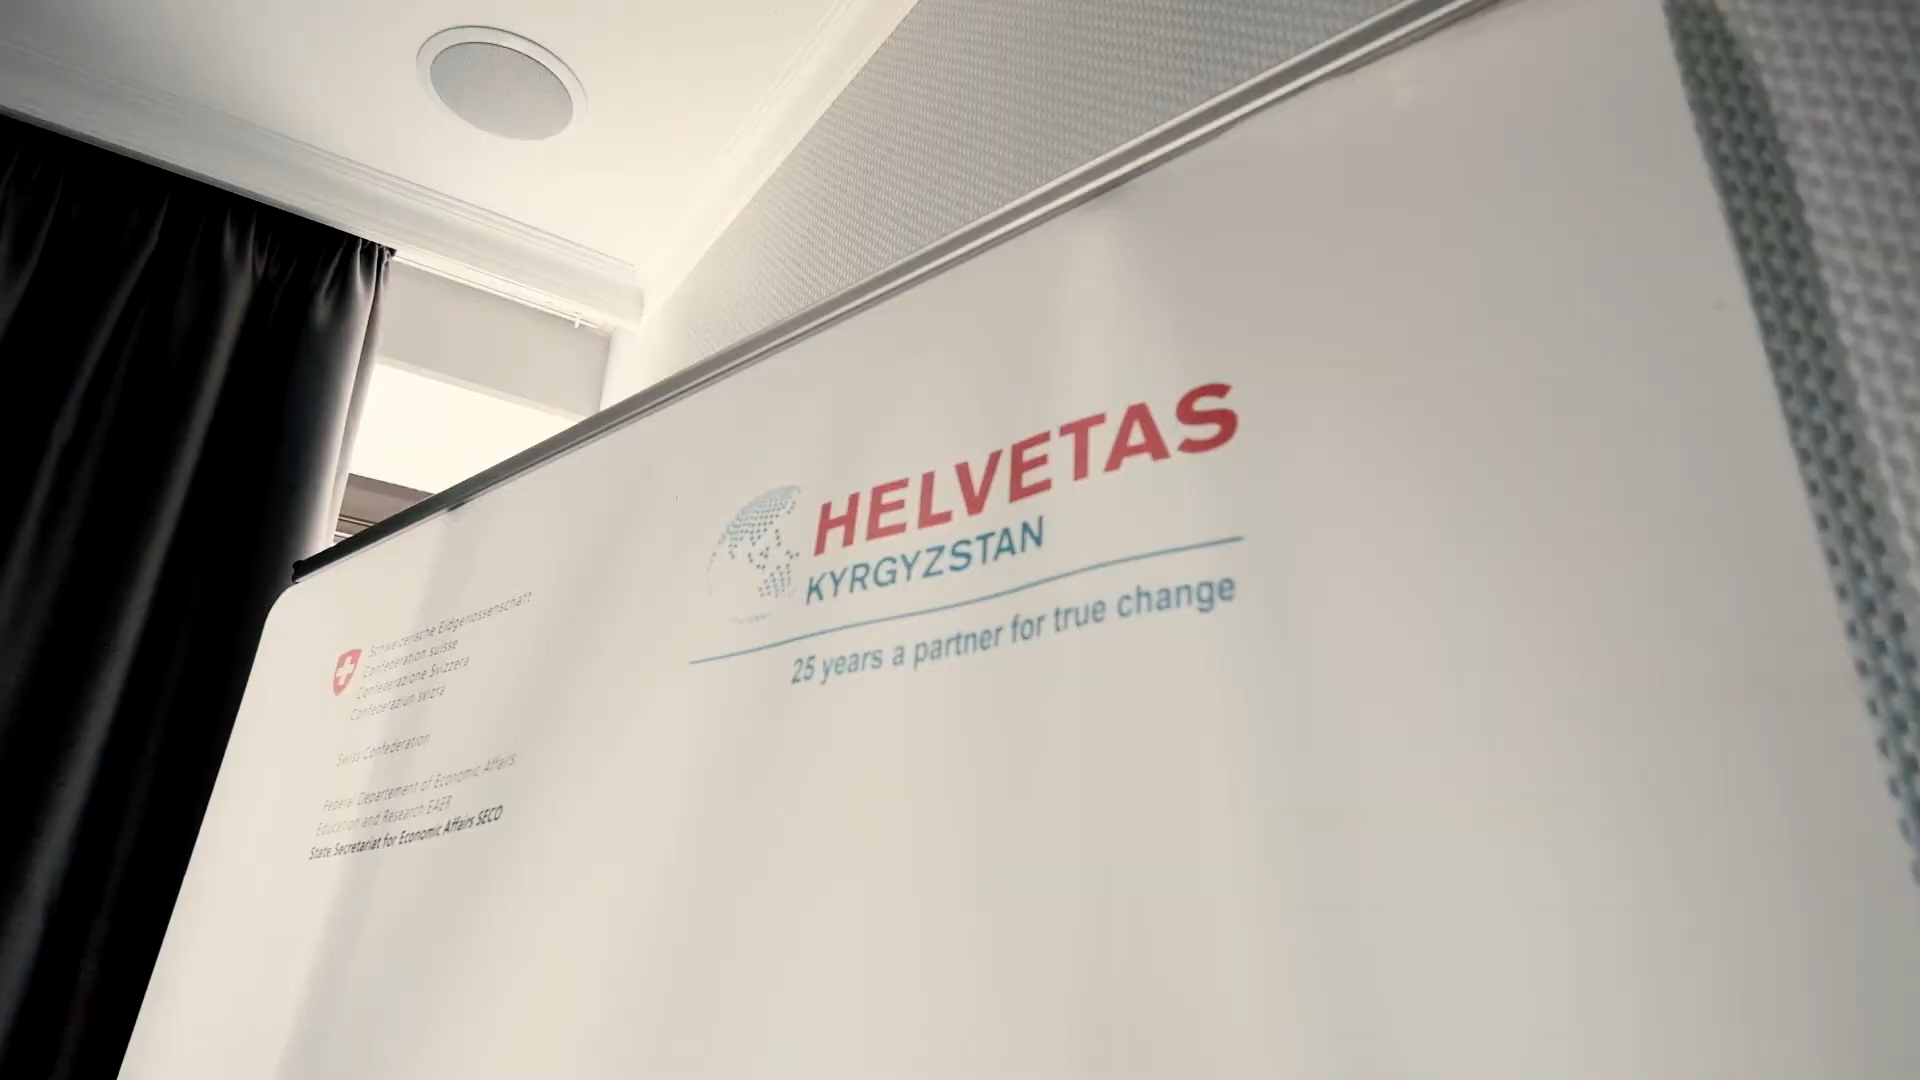 Schweizerische Eidgenossenschaft
Confédération suisse
Confederazione Svizzera
Confederaziun svizra
Swiss Confederation
Federal Departement of Economic Affairs,
Education and Research EAER
State Secretariat for Economic Affairs SECO
HELVETAS
KYRGYZSTAN
25 years a partner for true change